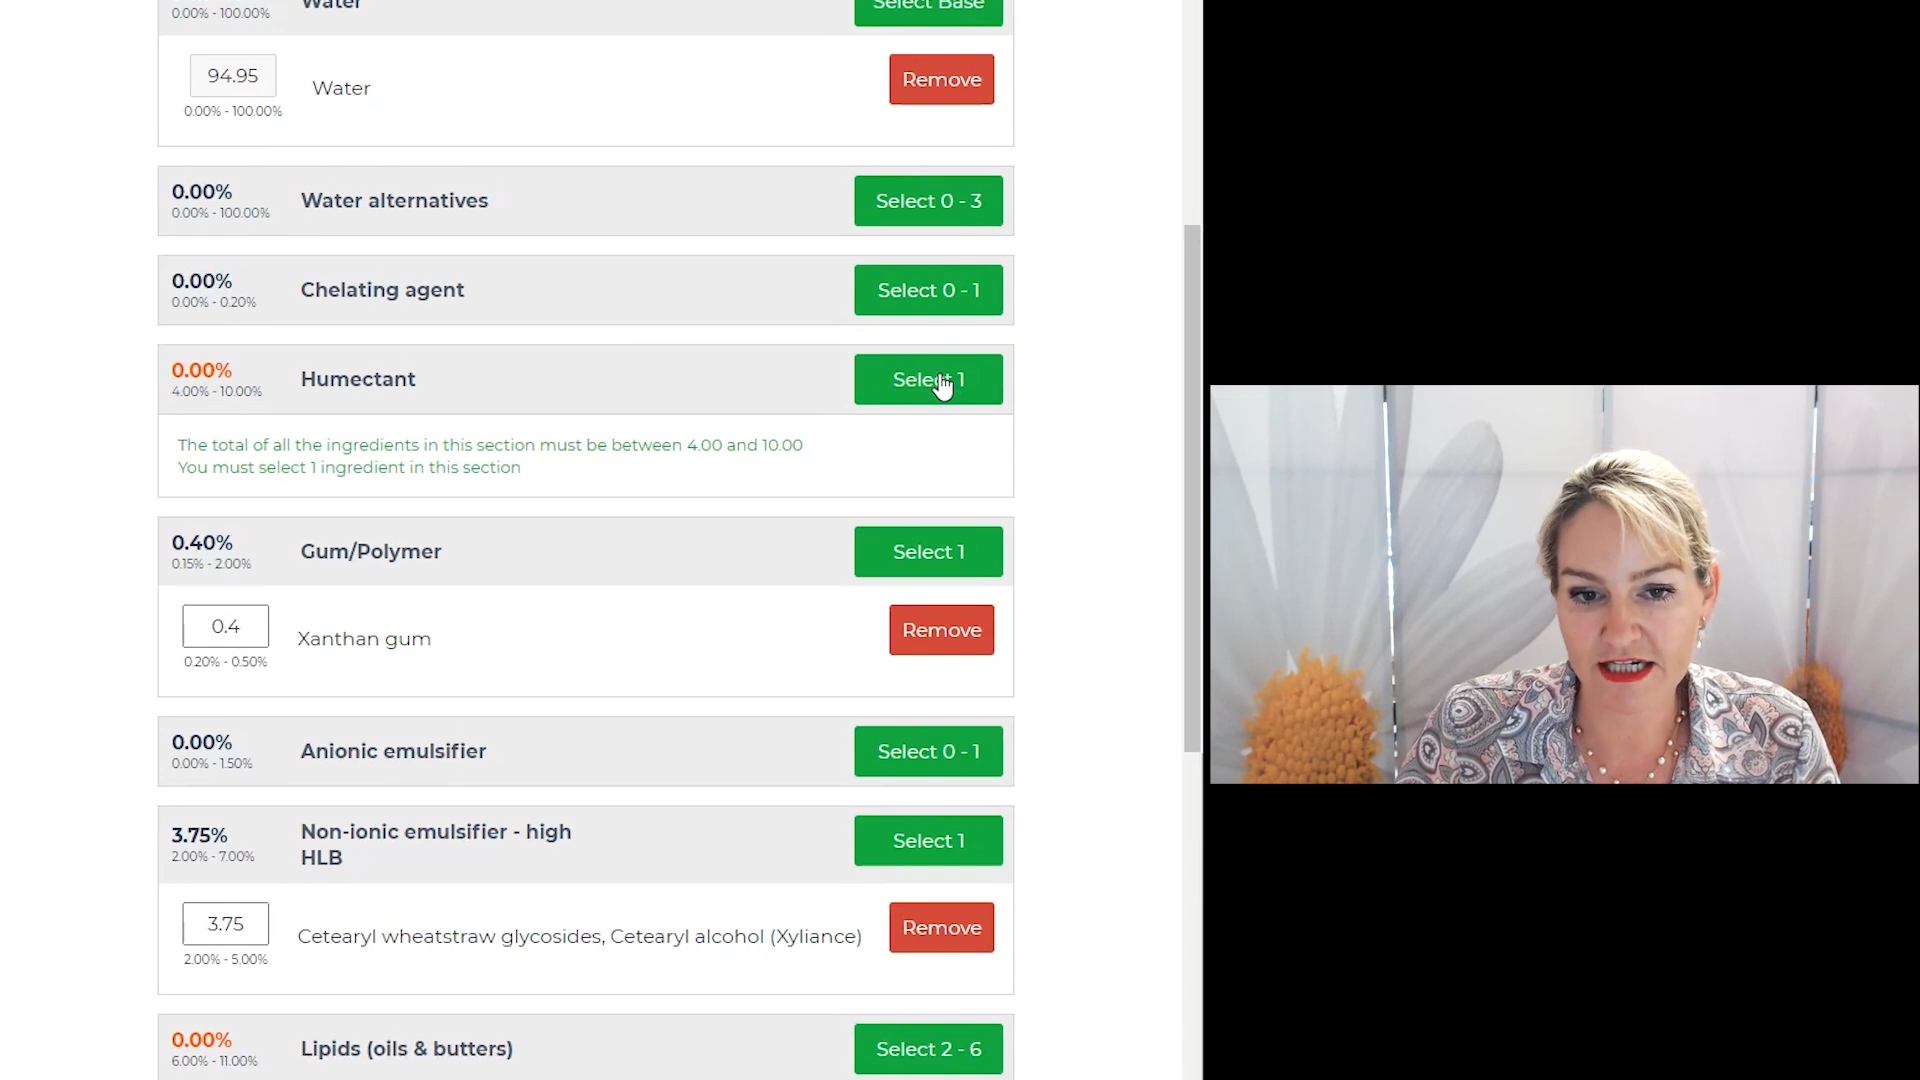 Water
0.00% - 100.00%
Select Base
94.95
0.00% - 100.00%
Water
Remove
0.00%
0.00% - 100.00%
Water alternatives
Select 0 - 3
0.00%
0.00% - 0.20%
Chelating agent
Select 0 - 1
0.00%
4.00% - 10.00%
Humectant
Select 1
The total of all the ingredients in this section must be between 4.00 and 10.00
You must select 1 ingredient in this section
0.40%
0.15% - 2.00%
Gum/Polymer
Select 1
0.4
0.20% - 0.50%
Xanthan gum
Remove
0.00%
0.00% - 1.50%
Anionic emulsifier
Select 0 - 1
3.75%
2.00% - 7.00%
Non-ionic emulsifier - high
HLB
Select 1
3.75
2.00% - 5.00%
Cetearyl wheatstraw glycosides, Cetearyl alcohol (Xyliance)
Remove
0.00%
6.00% - 11.00%
Lipids (oils & butters)
Select 2 - 6